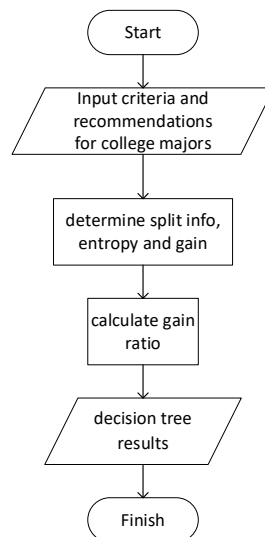 Start
Input criteria and
recommendations
for college majors
determine split info,
entropy and gain
calculate gain
ratio
decision tree
results
Finish